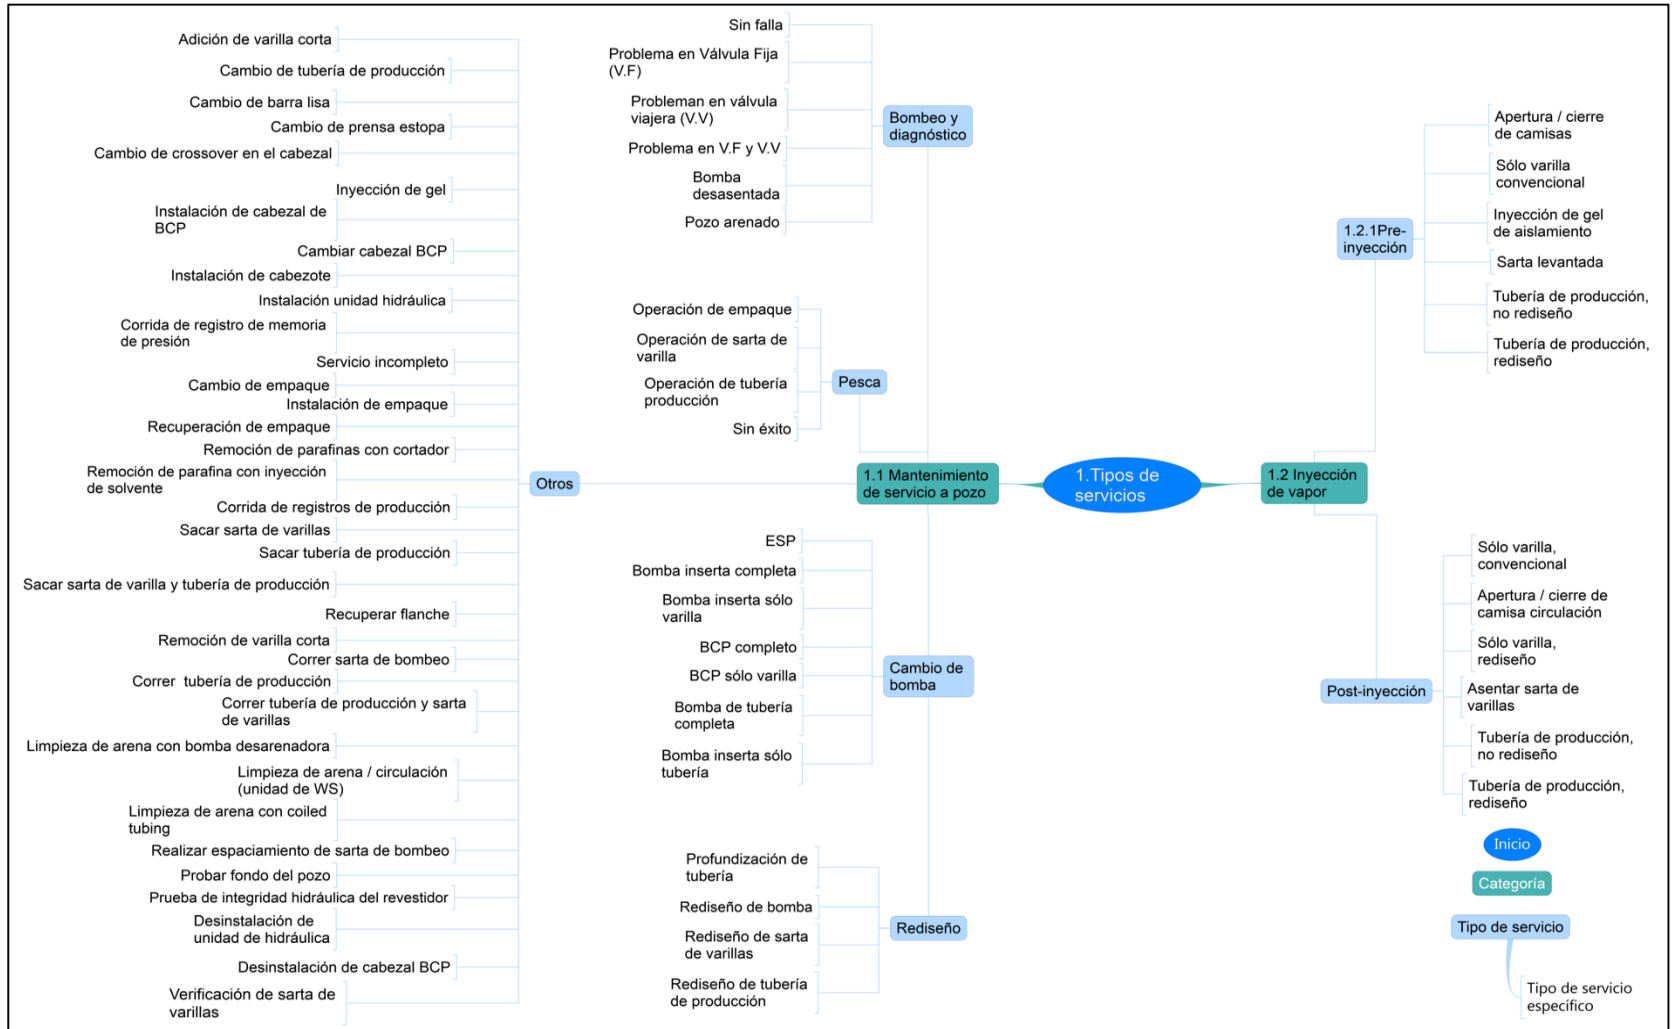 Adición de varilla corta
Cambio de tubería de producción
Cambio de barra lisa
Cambio de prensa estopa
Cambio de crossover en el cabezal
Inyección de gel
Instalación de cabezal de
BCP
Cambiar cabezal BCP
Instalación de cabezote
Instalación unidad hidráulica
Corrida de registro de memoria
de presión
Servicio incompleto
Cambio de empaque
Instalación de empaque
Recuperación de empaque
Remoción de parafinas con cortador
Remoción de parafina con inyección
de solvente
Corrida de registros de producción
Sacar sarta de varillas
Sacar tubería de producción
Sacar sarta de varilla y tubería de producción
Recuperar flanche
Remoción de varilla corta
Correr sarta de bombeo
Correr tubería de producción
Correr tubería de producción y sarta
de varillas
Limpieza de arena con bomba desarenadora
Limpieza de arena / circulación
(unidad de WS)
Limpieza de arena con coiled
tubing
Realizar espaciamiento de sarta de bombeo
Probar fondo del pozo
Prueba de integridad hidráulica del revestidor
Desinstalación de
unidad de hidráulica
Desinstalación de cabezal BCP
Verificación de sarta de
varillas
Otros
Sin falla
Problema en Válvula Fija
(V.F)
Probleman en válvula
viajera (V.V)
Problema en V.F y V.V
Bomba
desasentada
Pozo arenado
Bombeo y
diagnóstico
Operación de empaque
Operación de sarta de
varilla
Operación de tubería
producción
Sin éxito
Pesca
1.1 Mantenimiento
de servicio a pozo
ESP
Bomba inserta completa
Bomba inserta sólo
varilla
BCP completo
BCP sólo varilla
Bomba de tubería
completa
Bomba inserta sólo
tubería
Cambio de
bomba
Profundización de
tubería
Rediseño de bomba
Rediseño de sarta
de varillas
Rediseño de tubería
de producción
Rediseño
1.Tipos de
servicios
1.2 Inyección
de vapor
1.2.1Pre-
inyección
Apertura / cierre
de camisas
Sólo varilla
convencional
Inyección de gel
de aislamiento
Sarta levantada
Tubería de producción,
no rediseño
Tubería de producción,
rediseño
Post-inyección
Sólo varilla,
convencional
Apertura / cierre de
camisa circulación
Sólo varilla,
rediseño
Asentar sarta de
varillas
Tubería de producción,
no rediseño
Tubería de producción,
rediseño
Inicio
Categoría
Tipo de servicio
Tipo de servicio
específico